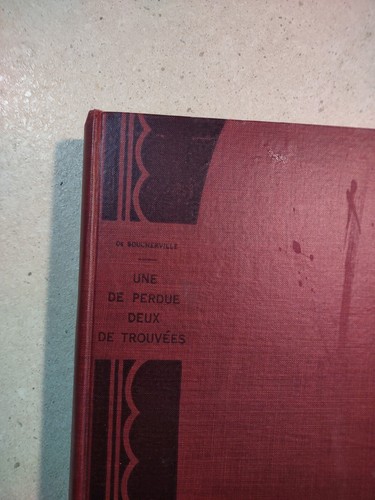 De BOUCHERVILLE
UNE
DE PERDUE
DEUX
DE TROUVÉES